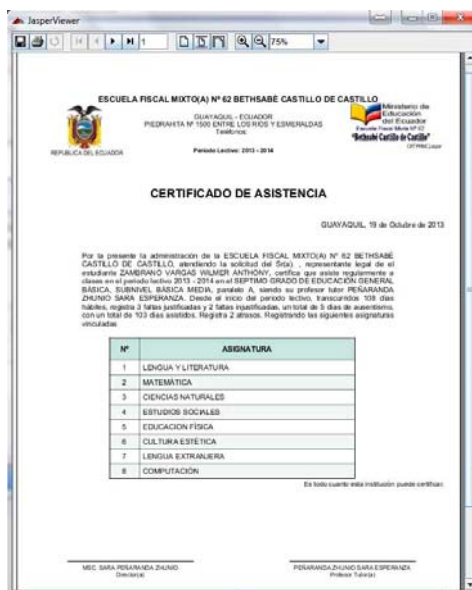 JasperViewer
1
75%
ESCUELA FISCAL MIXTO(A) Nº 62 BETHSABÉ CASTILLO DE CASTILLO
GUAYAQUIL - ECUADOR
PIEDRAHITA Nº 1500 ENTRE LOS RIOS Y ESMERALDAS
Teléfonos:
REPUBLICA DEL ECUADOR
Periodo Lectivo: 2013 - 2014
Ministerio de
Educación
del Ecuador
Escuela Fiscal Mixta Nº 62
"Bethsabé Castillo de Castillo"
CERTIFICADO DE ASISTENCIA
GUAYAQUIL, 19 de Octubre de 2013
Por la presente la administración de la ESCUELA FISCAL MIXTO(A) Nº 62 BETHSABÉ
CASTILLO DE CASTILLO, atendiendo la solicitud del Sr(a). , representante legal de el
estudiante ZAMBRANO VARGAS WILMER ANTHONY, certifica que asiste regularmente a
clases en el periodo lectivo 2013 - 2014 en el SEPTIMO GRADO DE EDUCACIÓN GENERAL
BÁSICA, SUBNIVEL BÁSICA MEDIA, paralelo A, siendo su profesor tutor PEÑARANDA
ZHUNIO SARA ESPERANZA. Desde el inicio del periodo lectivo, transcurridos 108 días
hábiles, registra 3 faltas justificadas y 2 faltas injustificadas, un total de 5 días de ausentismo,
con un total de 103 días asistidos. Registra 2 atrasos. Registrando las siguientes asignaturas
vinculadas
Nº ASIGNATURA
1 LENGUA Y LITERATURA
2 MATEMÁTICA
3 CIENCIAS NATURALES
4 ESTUDIOS SOCIALES
5 EDUCACION FÍSICA
6 CULTURA ESTÉTICA
7 LENGUA EXTRANJERA
8 COMPUTACIÓN
Es todo cuanto esta institución puede certificar.
MSC. SARA PEÑARANDA ZHUNIO
Director(a)
PEÑARANDA ZHUNIO SARA ESPERANZA
Profesor Tutor(a)